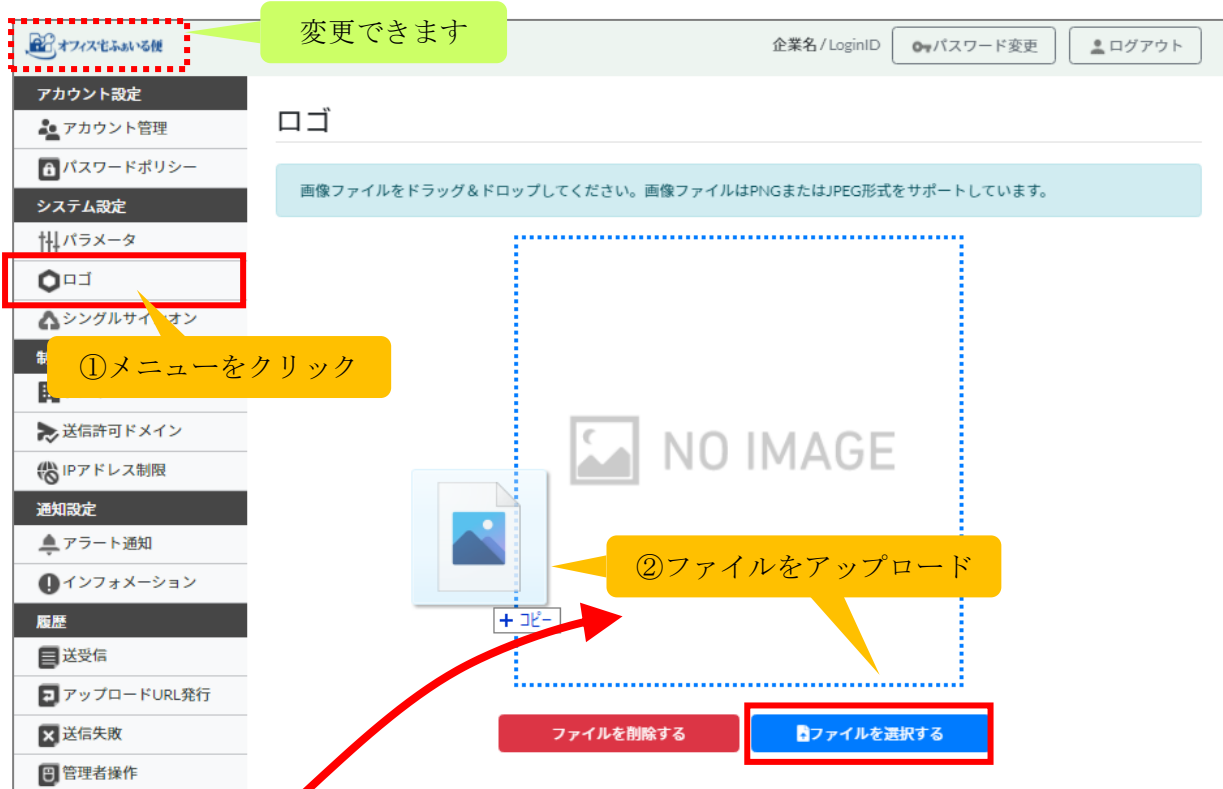 オフィス宅ふぁいる便
変更できます
企業名/LoginID
パスワード変更
ログアウト
アカウント設定
アカウント管理
パスワードポリシー
システム設定
パラメータ
ロゴ
シングルサインオン
制
送信許可ドメイン
IPアドレス制限
通知設定
アラート通知
インフォメーション
履歴
送受信
アップロードURL発行
送信失敗
管理者操作
ロゴ
画像ファイルをドラッグ&ドロップしてください。画像ファイルはPNGまたはJPEG形式をサポートしています。
①メニューをクリック
NO IMAGE
②ファイルをアップロード
+ コピー
ファイルを削除する
ファイルを選択する